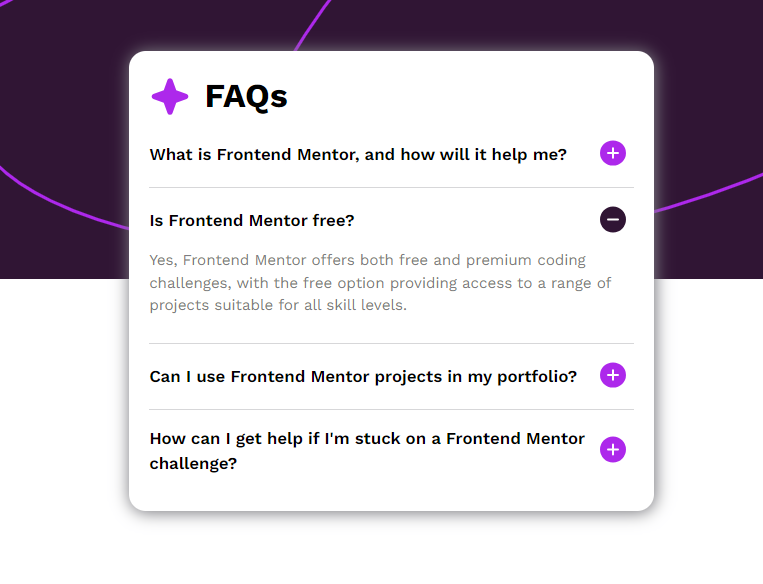 FAQs
What is Frontend Mentor, and how will it help me?
Is Frontend Mentor free?
Yes, Frontend Mentor offers both free and premium coding
challenges, with the free option providing access to a range of
projects suitable for all skill levels.
Can I use Frontend Mentor projects in my portfolio?
How can I get help if I'm stuck on a Frontend Mentor
challenge?